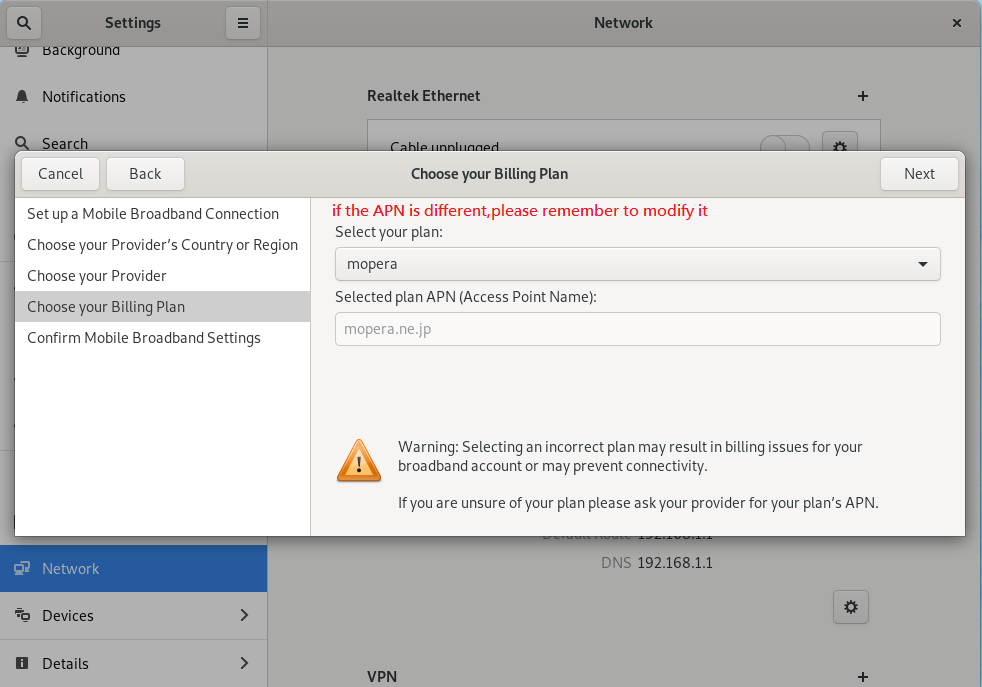 Settings
Network
Background
Notifications
Realtek Ethernet
Search
Cable unplugged
Cancel
Back
Choose your Billing Plan
Next
Set up a Mobile Broadband Connection
Choose your Provider's Country or Region
Choose your Provider
Choose your Billing Plan
Confirm Mobile Broadband Settings
if the APN is different,please remember to modify it
Select your plan:
mopera
Selected plan APN (Access Point Name):
mopera.ne.jp
Warning: Selecting an incorrect plan may result in billing issues for your
broadband account or may prevent connectivity.
If you are unsure of your plan please ask your provider for your plan's APN.
Default Route 192.168.1.1
DNS 192.168.1.1
Network
Devices
Details
VPN